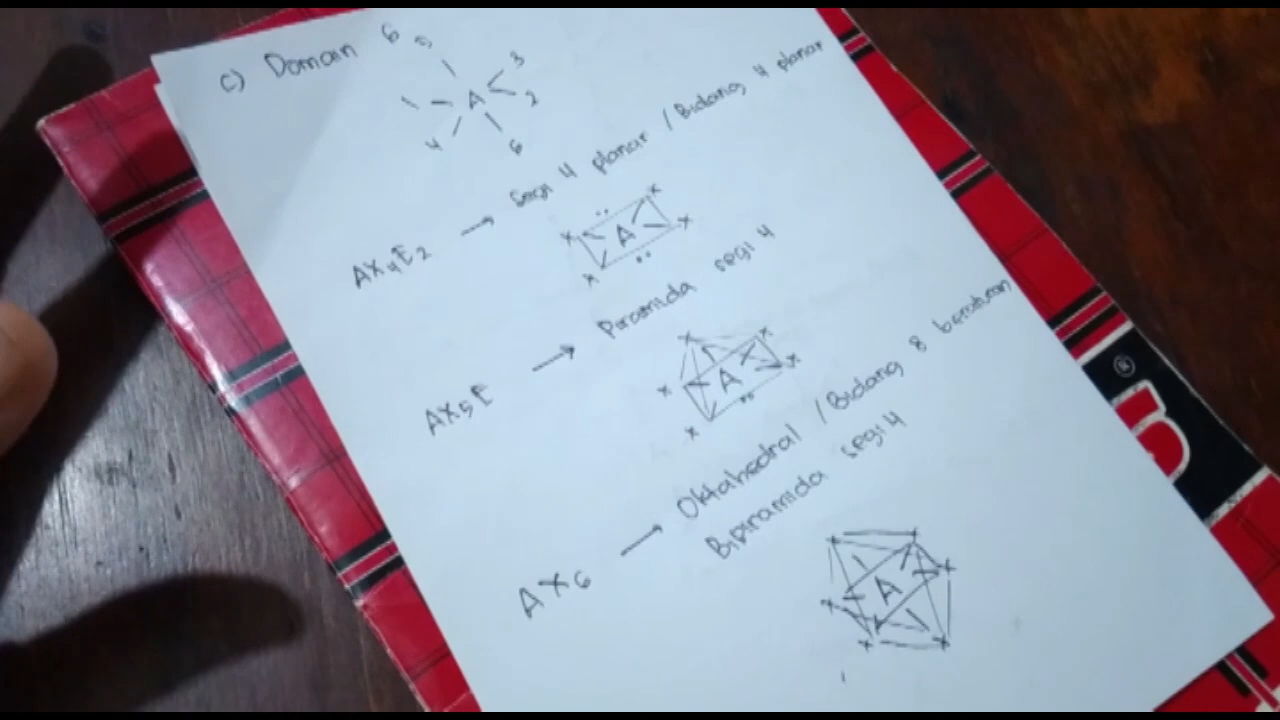 c) Domain 6
5
3
1 — A
2
4
6
AX₄E₂ → Segi 4 planar / Bidang 4 planar
X X
A
X X
AX₅E → Piramida segi 4
X X
X A X
X
AX₆ → Oktahedral / Bidang 8 beraturan
Bipiramida segi 4
X X
X A X
X X
®